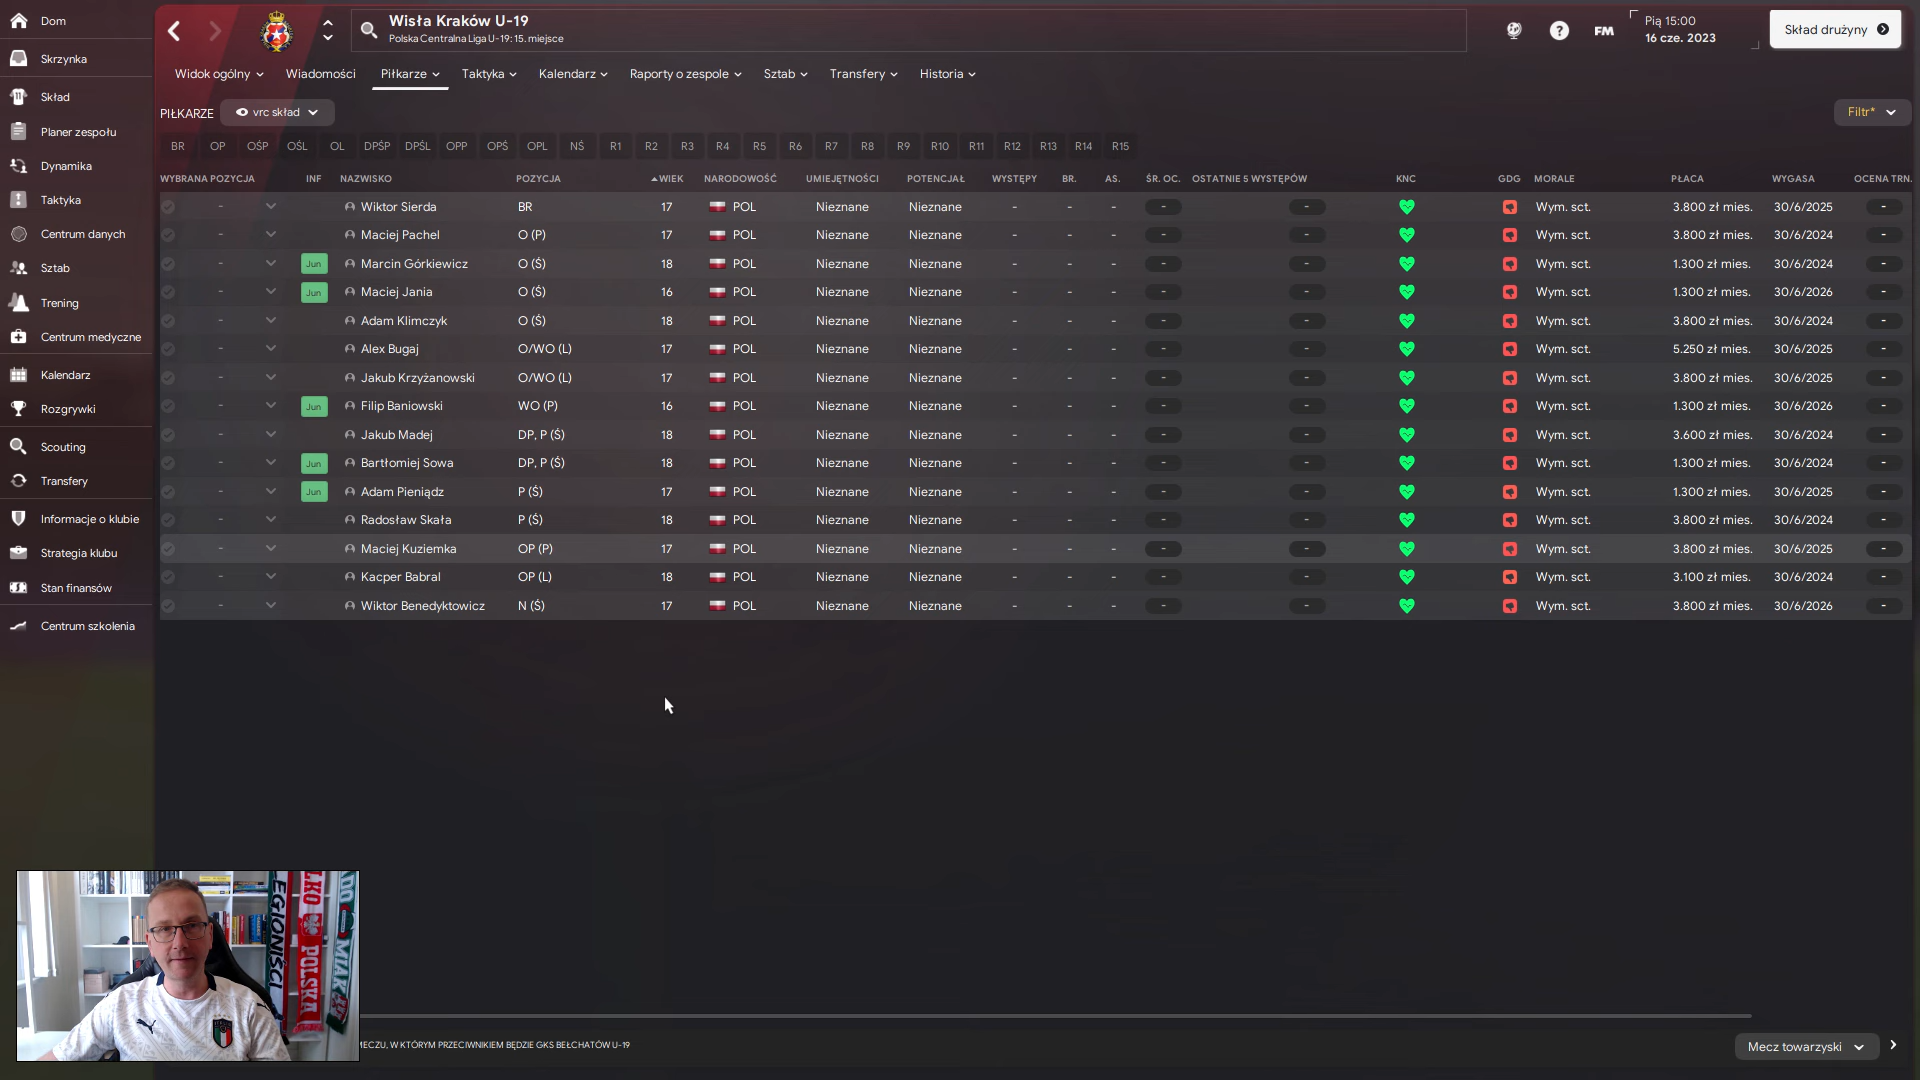 Dom
Skrzynka
Skład
Planer zespołu
Dynamika
Taktyka
Centrum danych
Sztab
Trening
Centrum medyczne
Kalendarz
Rozgrywki
Scouting
Transfery
Informacje o klubie
Strategia klubu
Stan finansów
Centrum szkolenia
Wisła Kraków U-19
Polska Centralna Liga U-19: 15. miejsce
FM
Pią 15:00
16 cze. 2023
Skład drużyny
Widok ogólny Wiadomości Piłkarze Taktyka Kalendarz Raporty o zespole Sztab Transfery Historia
PIŁKARZE vrc skład Filtr*
BR OP OŚP OŚL OL DPŚP DPŚL OPP OPŚ OPL NŚ R1 R2 R3 R4 R5 R6 R7 R8 R9 R10 R11 R12 R13 R14 R15
WYBRANA POZYCJA INF NAZWISKO POZYCJA WIEK NARODOWOŚĆ UMIEJĘTNOŚCI POTENCJAŁ WYSTĘPY BR. AS. ŚR. OC. OSTATNIE 5 WYSTĘPÓW KNC GDG MORALE PŁACA WYGASA OCENA TRN.
- Wiktor Sierda BR 17 POL Nieznane Nieznane - - - - - Wym. sct. 3.800 zł mies. 30/6/2025 -
- Maciej Pachel O (P) 17 POL Nieznane Nieznane - - - - - Wym. sct. 3.800 zł mies. 30/6/2024 -
- Jun Marcin Górkiewicz O (Ś) 18 POL Nieznane Nieznane - - - - - Wym. sct. 1.300 zł mies. 30/6/2024 -
- Jun Maciej Jania O (Ś) 16 POL Nieznane Nieznane - - - - - Wym. sct. 1.300 zł mies. 30/6/2026 -
- Adam Klimczyk O (Ś) 18 POL Nieznane Nieznane - - - - - Wym. sct. 3.800 zł mies. 30/6/2024 -
- Alex Bugaj O/WO (L) 17 POL Nieznane Nieznane - - - - - Wym. sct. 5.250 zł mies. 30/6/2025 -
- Jakub Krzyżanowski O/WO (L) 17 POL Nieznane Nieznane - - - - - Wym. sct. 3.800 zł mies. 30/6/2025 -
- Jun Filip Baniowski WO (P) 16 POL Nieznane Nieznane - - - - - Wym. sct. 1.300 zł mies. 30/6/2026 -
- Jakub Madej DP, P (Ś) 18 POL Nieznane Nieznane - - - - - Wym. sct. 3.600 zł mies. 30/6/2024 -
- Jun Bartłomiej Sowa DP, P (Ś) 18 POL Nieznane Nieznane - - - - - Wym. sct. 1.300 zł mies. 30/6/2024 -
- Jun Adam Pieniądz P (Ś) 17 POL Nieznane Nieznane - - - - - Wym. sct. 1.300 zł mies. 30/6/2025 -
- Radosław Skała P (Ś) 18 POL Nieznane Nieznane - - - - - Wym. sct. 3.800 zł mies. 30/6/2024 -
- Maciej Kuziemka OP (P) 17 POL Nieznane Nieznane - - - - - Wym. sct. 3.800 zł mies. 30/6/2025 -
- Kacper Babral OP (L) 18 POL Nieznane Nieznane - - - - - Wym. sct. 3.100 zł mies. 30/6/2024 -
- Wiktor Benedyktowicz N (Ś) 17 POL Nieznane Nieznane - - - - - Wym. sct. 3.800 zł mies. 30/6/2026 -
EGIONIŚCI
POLSKA
MIAK
MECZU, W KTÓRYM PRZECIWNIKIEM BĘDZIE GKS BEŁCHATÓW U-19
Mecz towarzyski